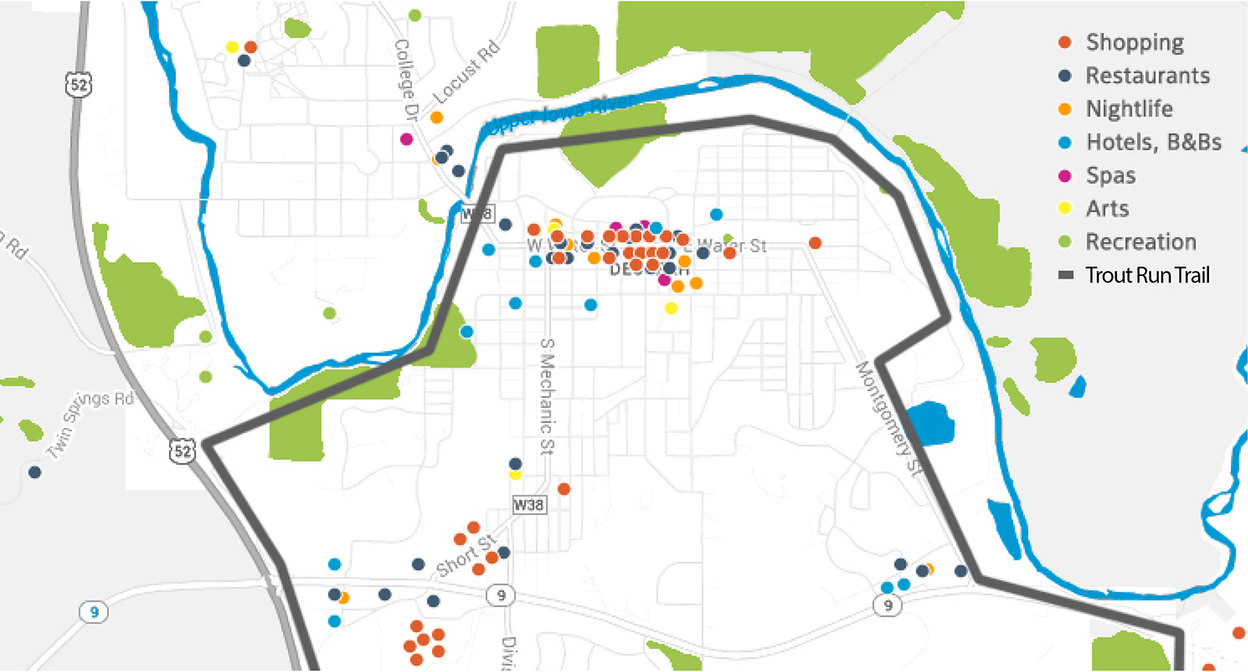 52
College Dr
Locust Rd
Upper Iowa River
W38
W Water St
E Water St
DECORAH
S Mechanic St
Montgomery St
Twin Springs Rd
52
W38
Short St
9
9
9
Divi
g Rd
Shopping
Restaurants
Nightlife
Hotels, B&Bs
Spas
Arts
Recreation
Trout Run Trail